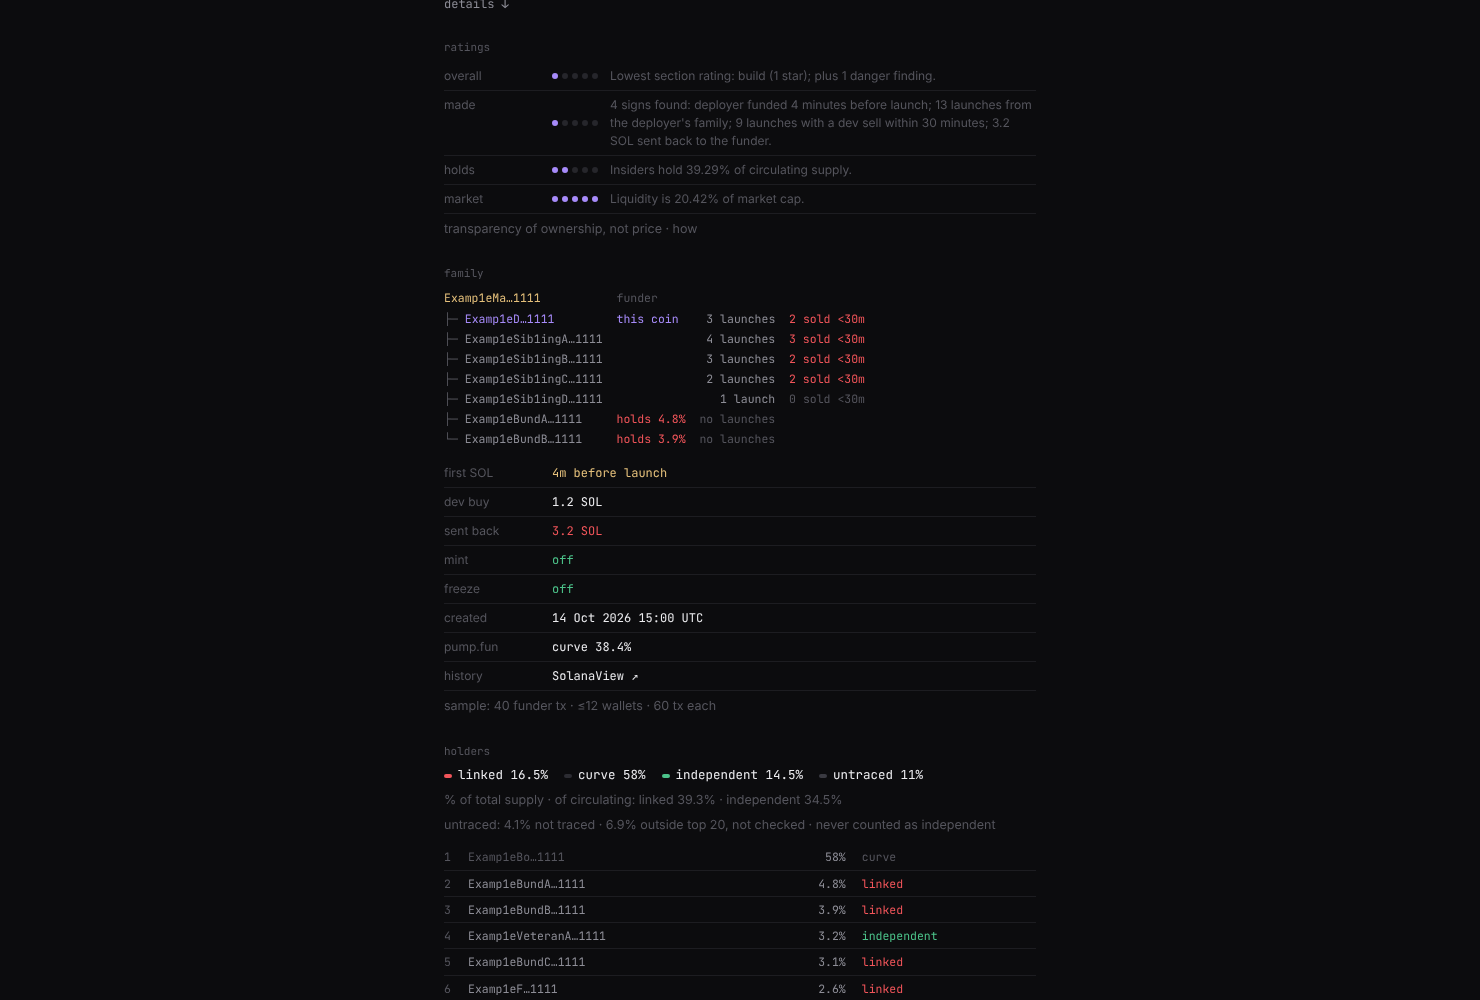 details ↓
ratings
overall Lowest section rating: build (1 star); plus 1 danger finding.
made 4 signs found: deployer funded 4 minutes before launch; 13 launches from
the deployer's family; 9 launches with a dev sell within 30 minutes; 3.2
SOL sent back to the funder.
holds Insiders hold 39.29% of circulating supply.
market Liquidity is 20.42% of market cap.
transparency of ownership, not price · how
family
Examp1eMa…1111 funder
├─ Examp1eD…1111 this coin 3 launches 2 sold <30m
├─ Examp1eSib1ingA…1111 4 launches 3 sold <30m
├─ Examp1eSib1ingB…1111 3 launches 2 sold <30m
├─ Examp1eSib1ingC…1111 2 launches 2 sold <30m
├─ Examp1eSib1ingD…1111 1 launch 0 sold <30m
├─ Examp1eBundA…1111 holds 4.8% no launches
└─ Examp1eBundB…1111 holds 3.9% no launches
first SOL 4m before launch
dev buy 1.2 SOL
sent back 3.2 SOL
mint off
freeze off
created 14 Oct 2026 15:00 UTC
pump.fun curve 38.4%
history SolanaView ↗
sample: 40 funder tx · ≤12 wallets · 60 tx each
holders
linked 16.5% curve 58% independent 14.5% untraced 11%
% of total supply · of circulating: linked 39.3% · independent 34.5%
untraced: 4.1% not traced · 6.9% outside top 20, not checked · never counted as independent
1 Examp1eBo…1111 58% curve
2 Examp1eBundA…1111 4.8% linked
3 Examp1eBundB…1111 3.9% linked
4 Examp1eVeteranA…1111 3.2% independent
5 Examp1eBundC…1111 3.1% linked
6 Examp1eF…1111 2.6% linked